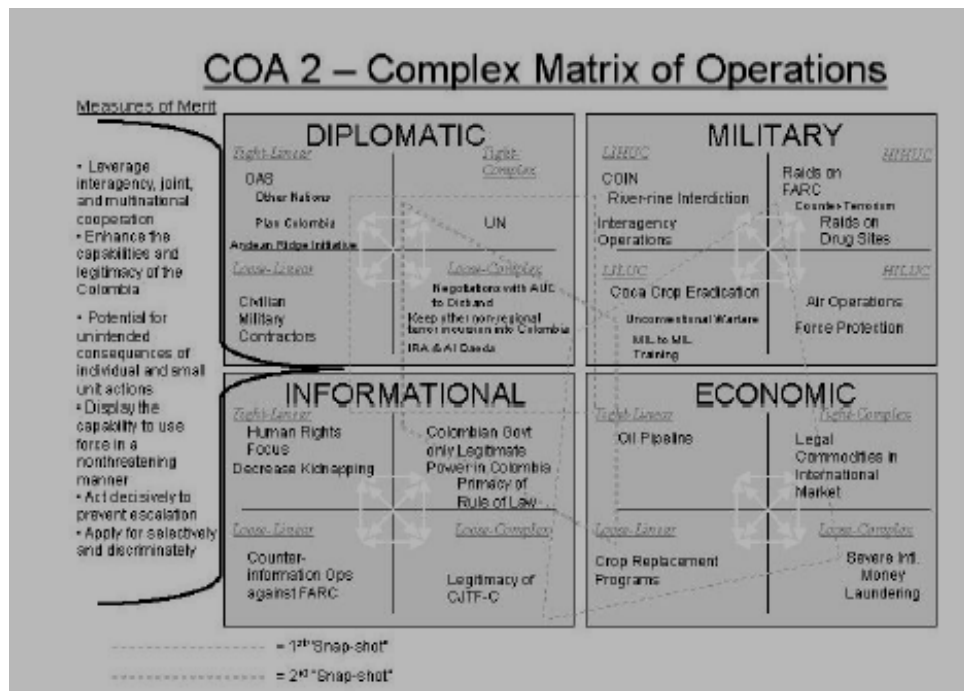 COA 2 – Complex Matrix of Operations
Measures of Merit
• Leverage
interagency, joint,
and multinational
cooperation
• Enhance the
capabilities and
legitimacy of the
Colombia
• Potential for
unintended
consequences of
individual and small
unit actions
• Display the
capability to use
force in a
nonthreatening
manner
• Act decisively to
prevent escalation
• Apply for selectively
and discriminately
DIPLOMATIC
Tight-Linear
OAS
Other Nations
Plan Colombia
Andean Ridge Initiative
Tight-
Complex
UN
Loose-Linear
Civilian
Military
Contractors
Loose-Complex
Negotiations with AUC
to Disband
Keep other non-regional
terror incursion into Colombia
IRA & Al Qaeda
MILITARY
LIHUC
COIN
River-rine Interdiction
Interagency
Operations
HIHUC
Raids on
FARC
Counter-Terrorism
Raids on
Drug Sites
LILUC
Coca Crop Eradication
Unconventional Warfare
MIL to MIL
Training
HILUC
Air Operations
Force Protection
INFORMATIONAL
Tight-Linear
Human Rights
Focus
Decrease Kidnapping
Colombian Govt
only Legitimate
Power in Colombia
Primacy of
Rule of Law
Loose-Linear
Counter-
information Ops
against FARC
Loose-Complex
Legitimacy of
CJTF-C
ECONOMIC
Tight-Linear
Oil Pipeline
Tight-Complex
Legal
Commodities in
International
Market
Loose-Linear
Crop Replacement
Programs
Loose-Complex
Severe Intl.
Money
Laundering
= 1st "Snap-shot"
= 2nd "Snap-shot"